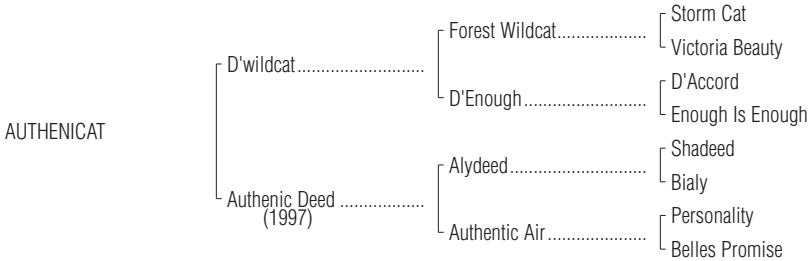 Storm Cat
Forest Wildcat....................
Victoria Beauty
D'wildcat...........................
D'Accord
D'Enough..........................
Enough Is Enough
AUTHENICAT
Shadeed
Alydeed.............................
Bialy
Authenic Deed ..................
(1997)
Personality
Authentic Air.....................
Belles Promise